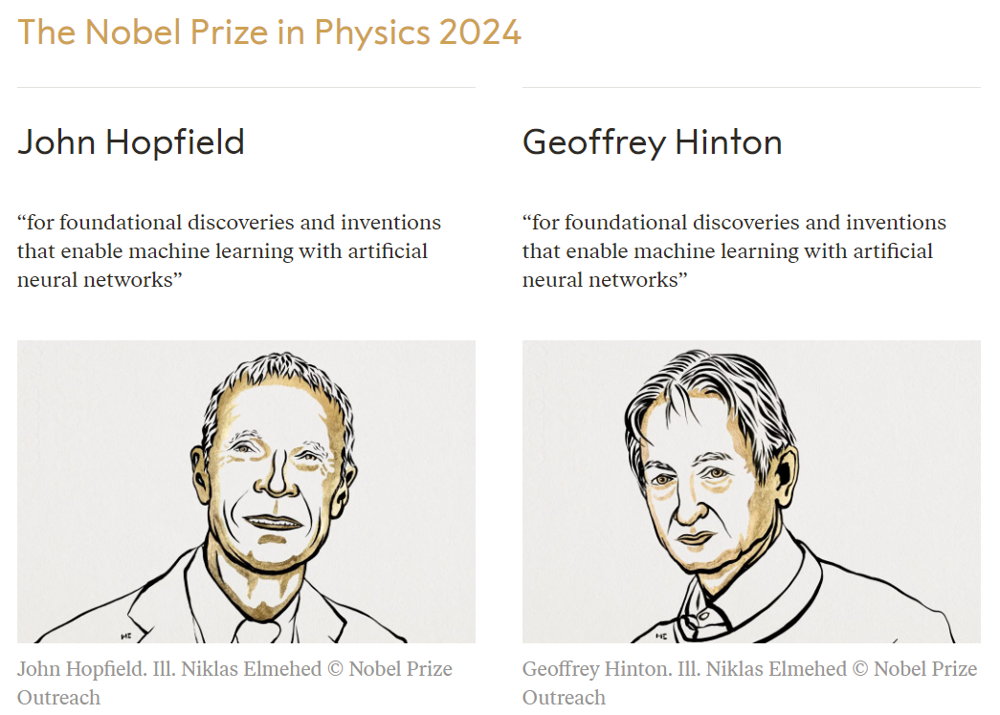 The Nobel Prize in Physics 2024
John Hopfield
“for foundational discoveries and inventions
that enable machine learning with artificial
neural networks”
John Hopfield. Ill. Niklas Elmehed © Nobel Prize
Outreach
Geoffrey Hinton
“for foundational discoveries and inventions
that enable machine learning with artificial
neural networks”
Geoffrey Hinton. Ill. Niklas Elmehed © Nobel Prize
Outreach